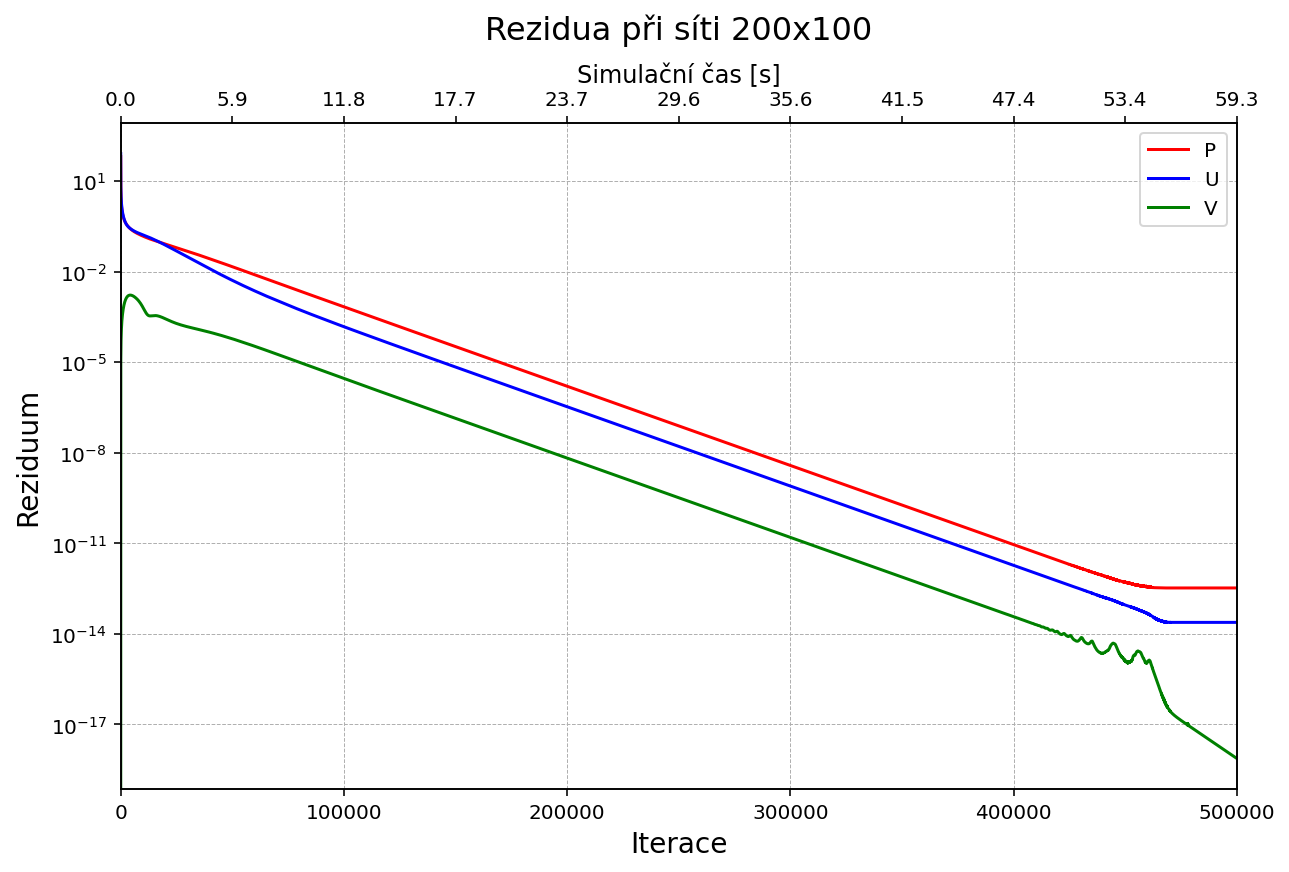 Rezidua při síti 200x100
Simulační čas [s]
0.0 5.9 11.8 17.7 23.7 29.6 35.6 41.5 47.4 53.4 59.3
P
U
V
Reziduum
10¹
10⁻²
10⁻⁵
10⁻⁸
10⁻¹¹
10⁻¹⁴
10⁻¹⁷
0 100000 200000 300000 400000 500000
Iterace